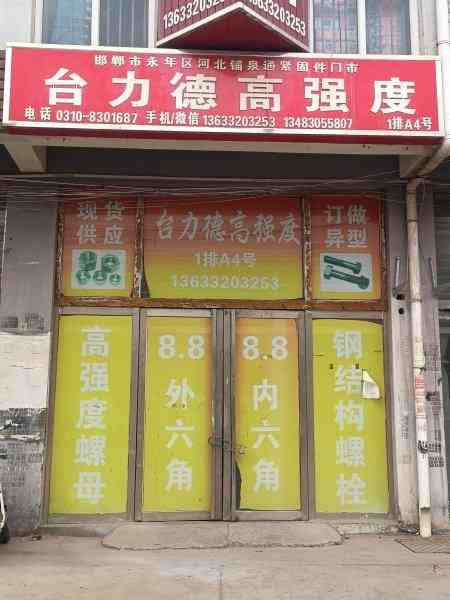 13633203253
13633203253
邯郸市永年区河北铺泉通紧固件门市
台力德高强度
电话 0310-8301687 手机/微信 13633203253 13483055807 1排A4号
现货
供应
台力德高强度
1排A4号
13633203253
订做
异型
高强度螺母
8.8
外六角
8.8
内六角
钢结构螺栓